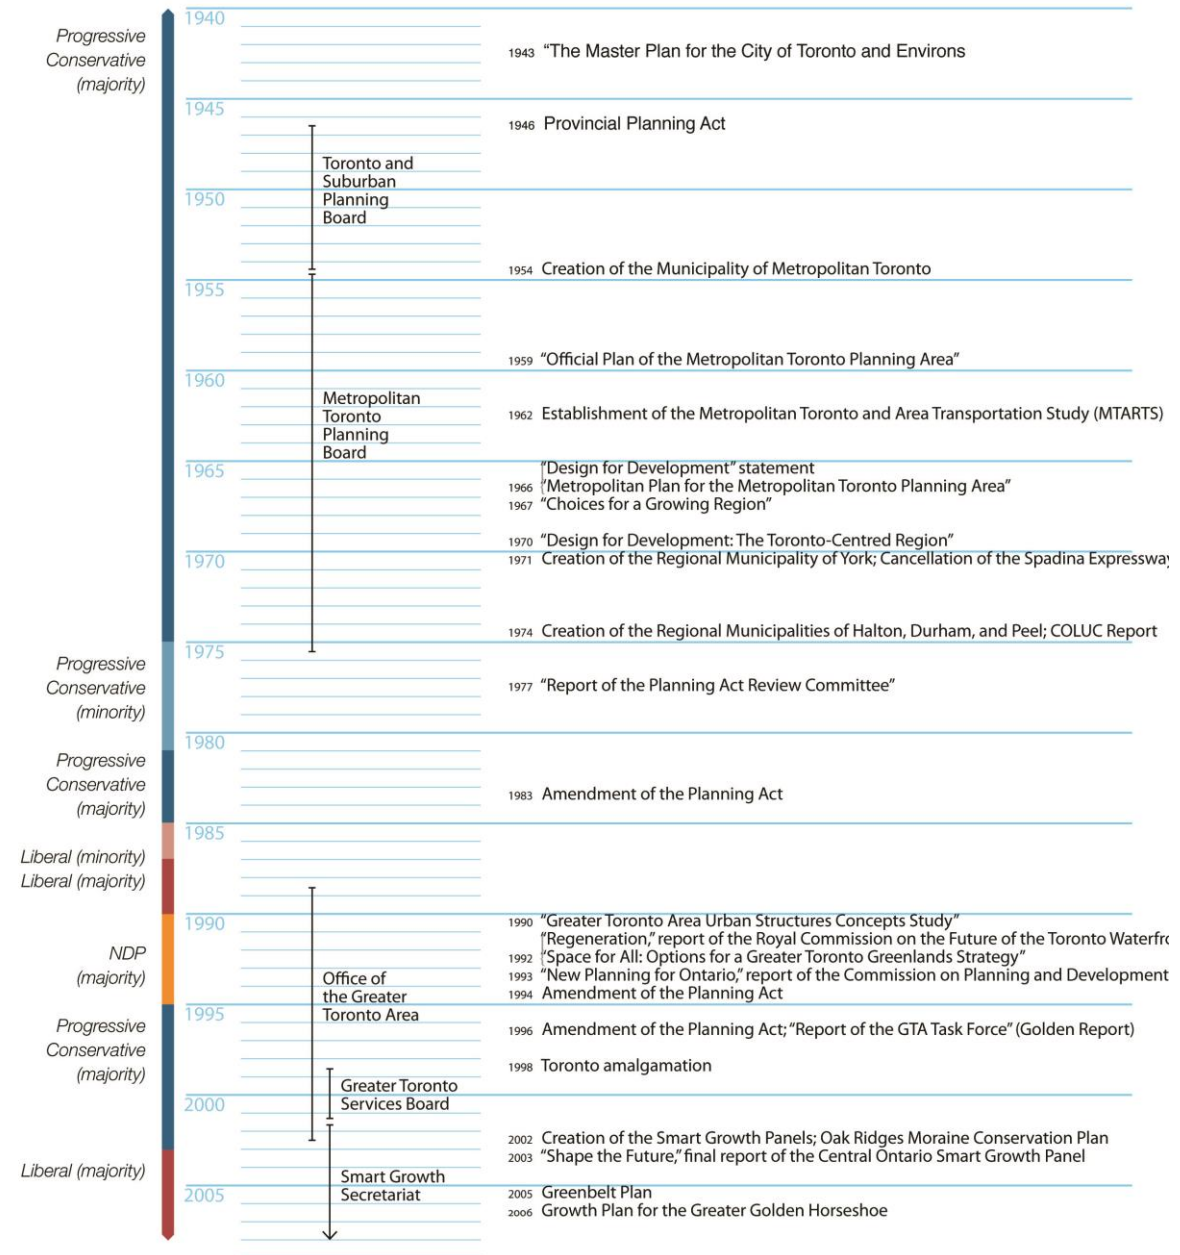 Progressive
Conservative
(majority)
Progressive
Conservative
(minority)
Progressive
Conservative
(majority)
Liberal (minority)
Liberal (majority)
NDP
(majority)
Progressive
Conservative
(majority)
Liberal (majority)
1940
1945
1950
1955
1960
1965
1970
1975
1980
1985
1990
1995
2000
2005
Toronto and
Suburban
Planning
Board
Metropolitan
Toronto
Planning
Board
Office of
the Greater
Toronto Area
Greater Toronto
Services Board
Smart Growth
Secretariat
1943 “The Master Plan for the City of Toronto and Environs
1946 Provincial Planning Act
1954 Creation of the Municipality of Metropolitan Toronto
1959 “Official Plan of the Metropolitan Toronto Planning Area”
1962 Establishment of the Metropolitan Toronto and Area Transportation Study (MTARTS)
“Design for Development” statement
1966 “Metropolitan Plan for the Metropolitan Toronto Planning Area”
1967 “Choices for a Growing Region”
1970 “Design for Development: The Toronto-Centred Region”
1971 Creation of the Regional Municipality of York; Cancellation of the Spadina Expressway
1974 Creation of the Regional Municipalities of Halton, Durham, and Peel; COLUC Report
1977 “Report of the Planning Act Review Committee”
1983 Amendment of the Planning Act
1990 “Greater Toronto Area Urban Structures Concepts Study”
“Regeneration,” report of the Royal Commission on the Future of the Toronto Waterfro
1992 “Space for All: Options for a Greater Toronto Greenlands Strategy”
1993 “New Planning for Ontario,” report of the Commission on Planning and Development
1994 Amendment of the Planning Act
1996 Amendment of the Planning Act; “Report of the GTA Task Force” (Golden Report)
1998 Toronto amalgamation
2002 Creation of the Smart Growth Panels; Oak Ridges Moraine Conservation Plan
2003 “Shape the Future,” final report of the Central Ontario Smart Growth Panel
2005 Greenbelt Plan
2006 Growth Plan for the Greater Golden Horseshoe